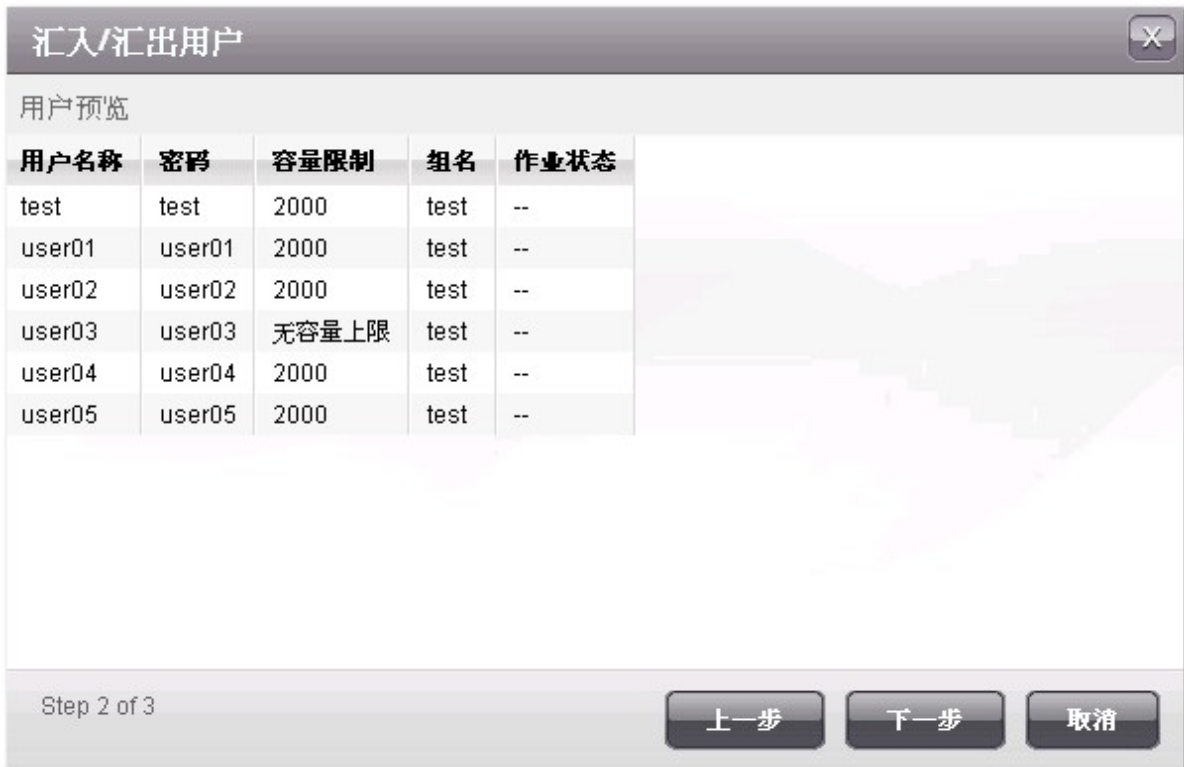 汇入/汇出用户
X
用户预览
用户名称 密码 容量限制 组名 作业状态
test test 2000 test --
user01 user01 2000 test --
user02 user02 2000 test --
user03 user03 无容量上限 test --
user04 user04 2000 test --
user05 user05 2000 test --
Step 2 of 3 上一步 下一步 取消